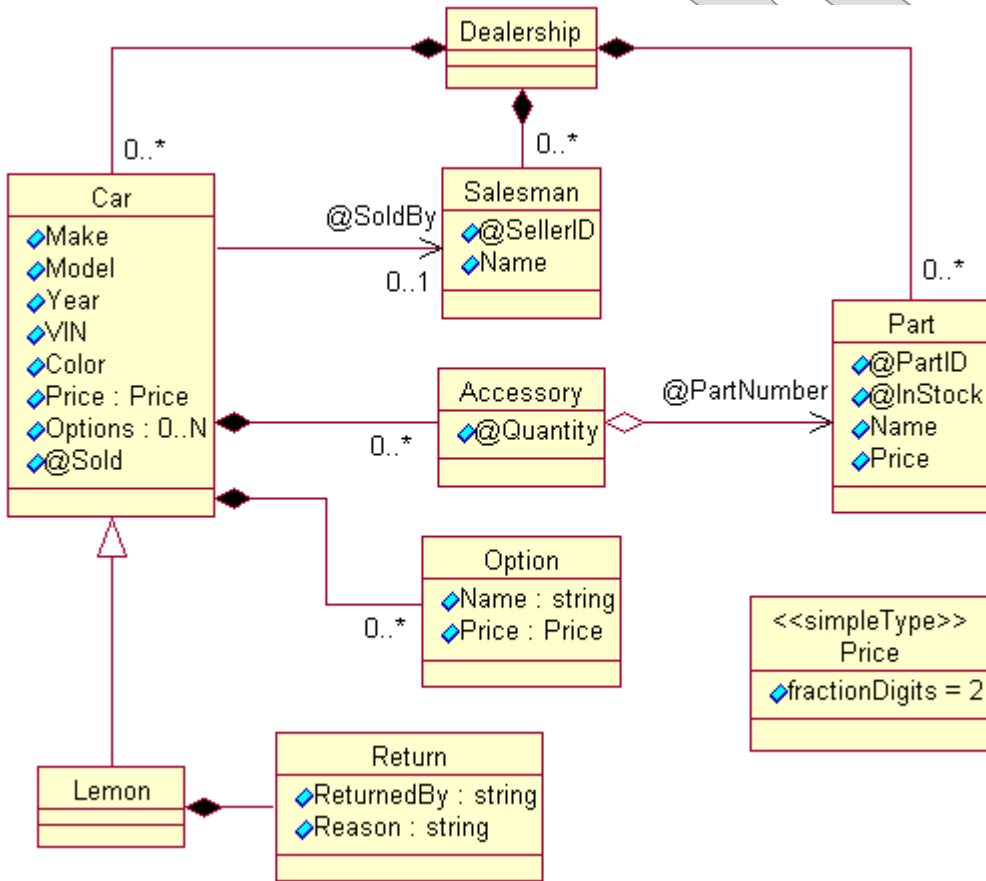 Dealership
0..*
0..*
0..*
Car
Make
Model
Year
VIN
Color
Price : Price
Options : 0..N
@Sold
@SoldBy
0..1
Salesman
@SellerID
Name
Accessory
@Quantity
0..*
@PartNumber
Part
@PartID
@InStock
Name
Price
Option
Name : string
Price : Price
0..*
<<simpleType>>
Price
fractionDigits = 2
Lemon
Return
ReturnedBy : string
Reason : string